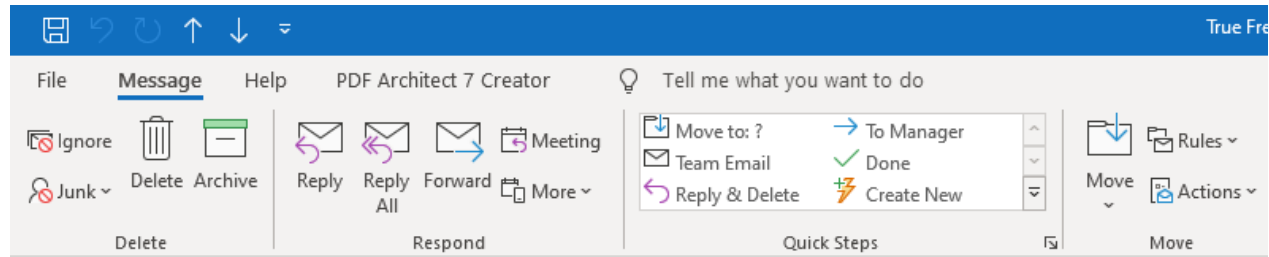 True Fre
File Message Help PDF Architect 7 Creator Tell me what you want to do
Ignore
Junk
Delete
Archive
Delete
Reply
Reply
All
Forward
Meeting
More
Respond
Move to: ?
Team Email
Reply & Delete
To Manager
Done
Create New
Quick Steps
Move
Rules
Actions
Move